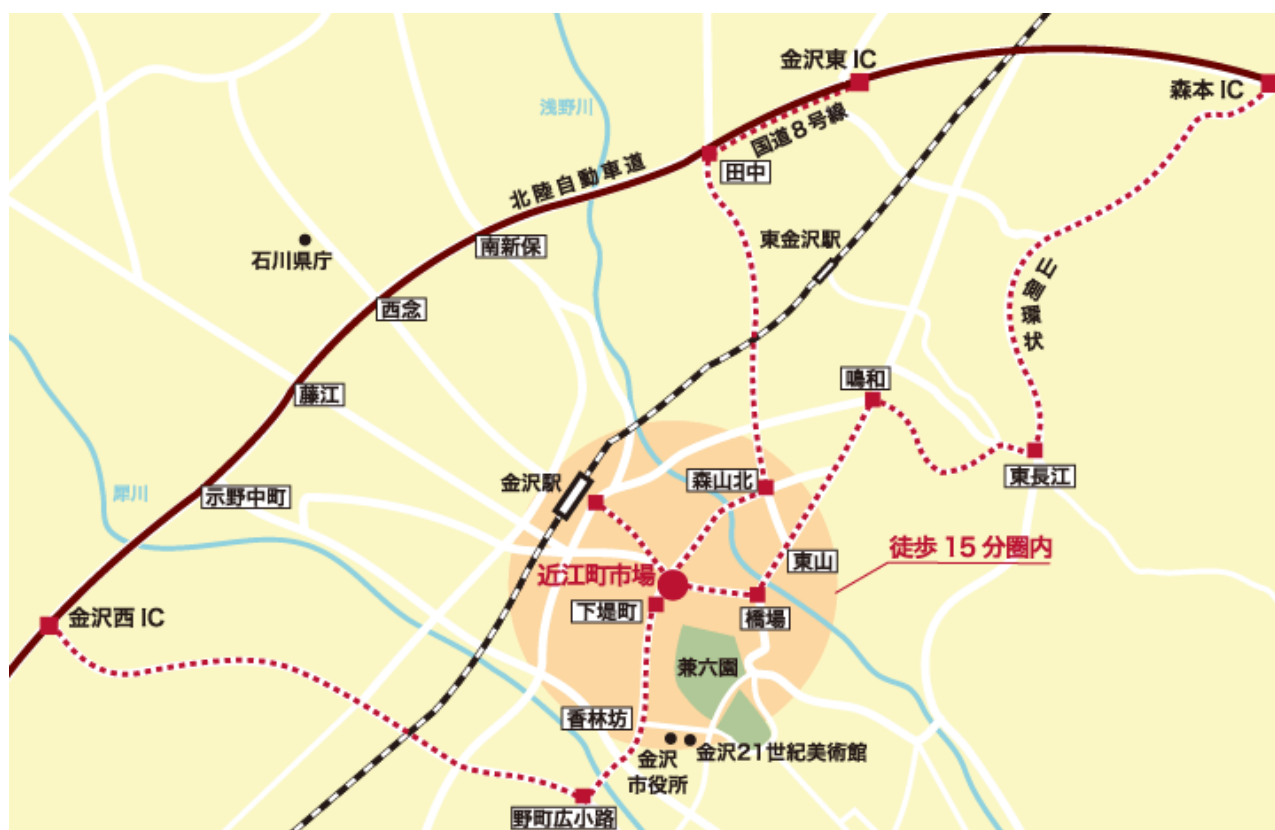 金沢東 IC
森本 IC
浅野川
国道8号線
田中
北陸自動車道
東金沢駅
南新保
石川県庁
山側環状
西念
鳴和
藤江
東長江
金沢駅
森山北
犀川
示野中町
徒歩 15 分圏内
東山
近江町市場
下堤町
橋場
金沢西 IC
兼六園
香林坊
金沢21世紀美術館
金沢
市役所
野町広小路